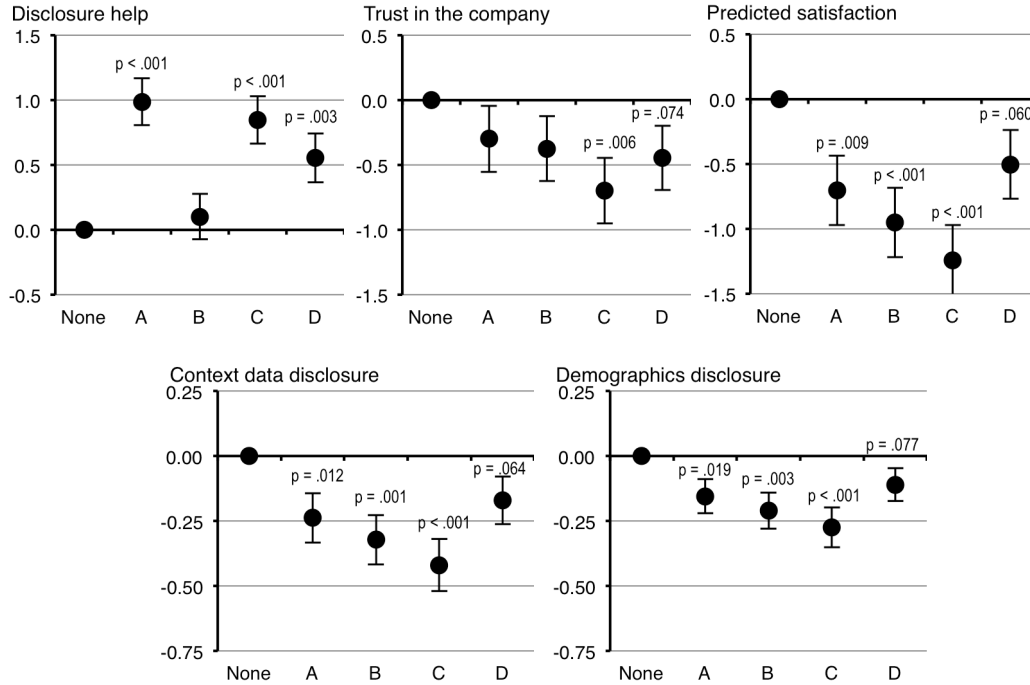 Disclosure help
1.5
1.0
0.5
0.0
-0.5
p < .001
p < .001
p = .003
None A B C D
Trust in the company
0.5
0.0
-0.5
-1.0
-1.5
p = .006
p = .074
None A B C D
Predicted satisfaction
0.5
0.0
-0.5
-1.0
-1.5
p = .009
p < .001
p < .001
p = .060
None A B C D
Context data disclosure
0.25
0.00
-0.25
-0.50
-0.75
p = .012
p = .001
p < .001
p = .064
None A B C D
Demographics disclosure
0.25
0.00
-0.25
-0.50
-0.75
p = .019
p = .003
p < .001
p = .077
None A B C D